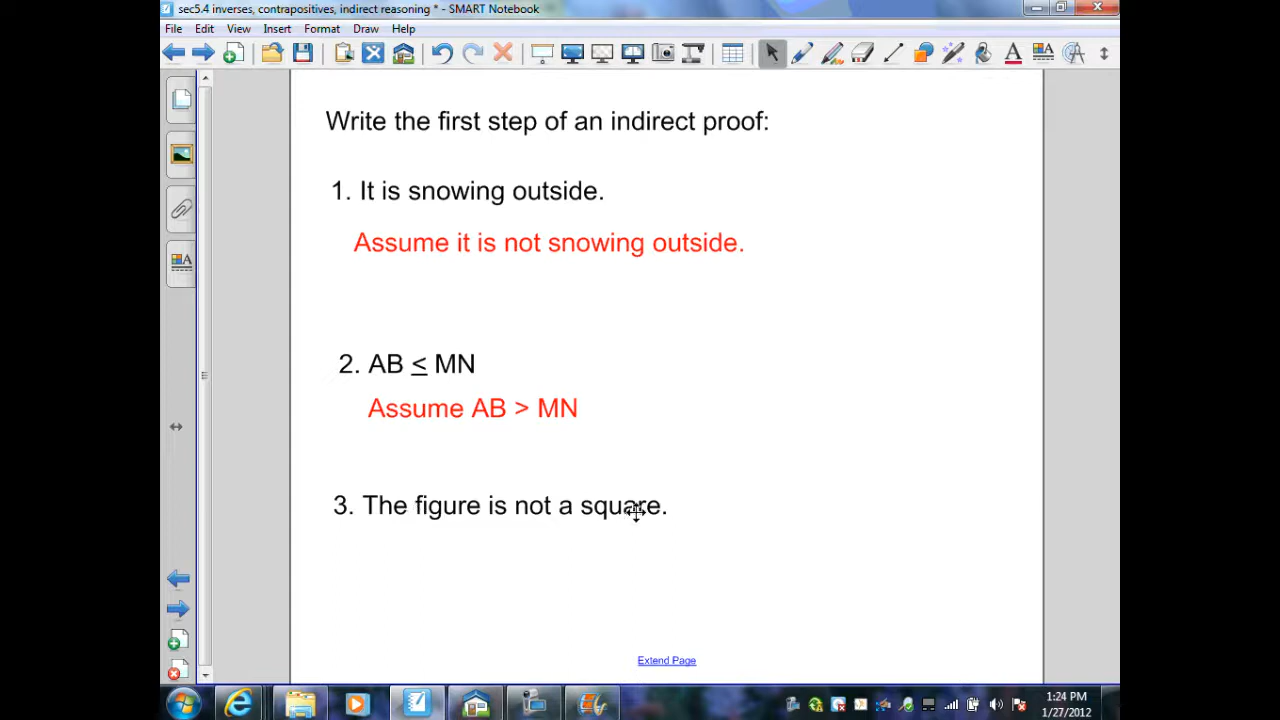 sec5.4 inverses, contrapositives, indirect reasoning * - SMART Notebook
File Edit View Insert Format Draw Help
Write the first step of an indirect proof:
1. It is snowing outside.
Assume it is not snowing outside.
2. AB ≤ MN
Assume AB > MN
3. The figure is not a square.
Extend Page
1:24 PM
1/27/2012